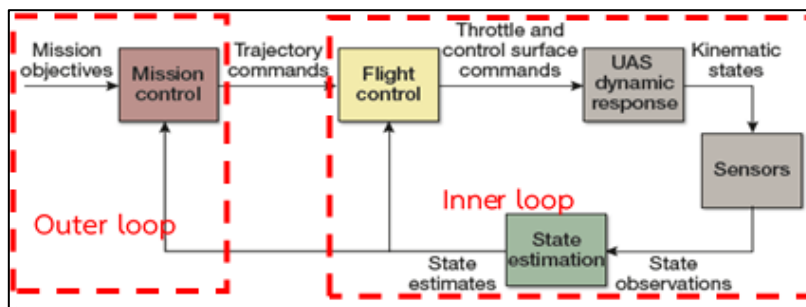 Mission
objectives
Mission
control
Trajectory
commands
Flight
control
Throttle and
control surface
commands
UAS
dynamic
response
Kinematic
states
Sensors
Outer loop
Inner loop
State
estimation
State
estimates
State
observations